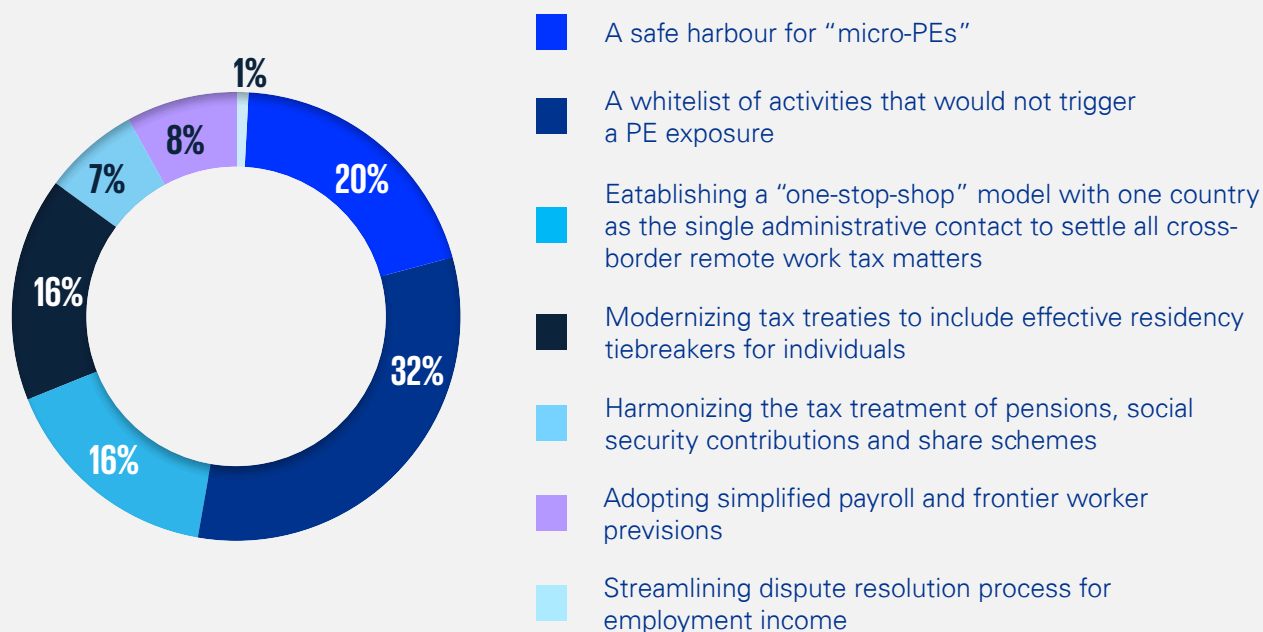 1%
8%
20%
7%
16%
32%
16%
A safe harbour for “micro-PEs”
A whitelist of activities that would not trigger
a PE exposure
Eatablishing a “one-stop-shop” model with one country
as the single administrative contact to settle all cross-
border remote work tax matters
Modernizing tax treaties to include effective residency
tiebreakers for individuals
Harmonizing the tax treatment of pensions, social
security contributions and share schemes
Adopting simplified payroll and frontier worker
previsions
Streamlining dispute resolution process for
employment income